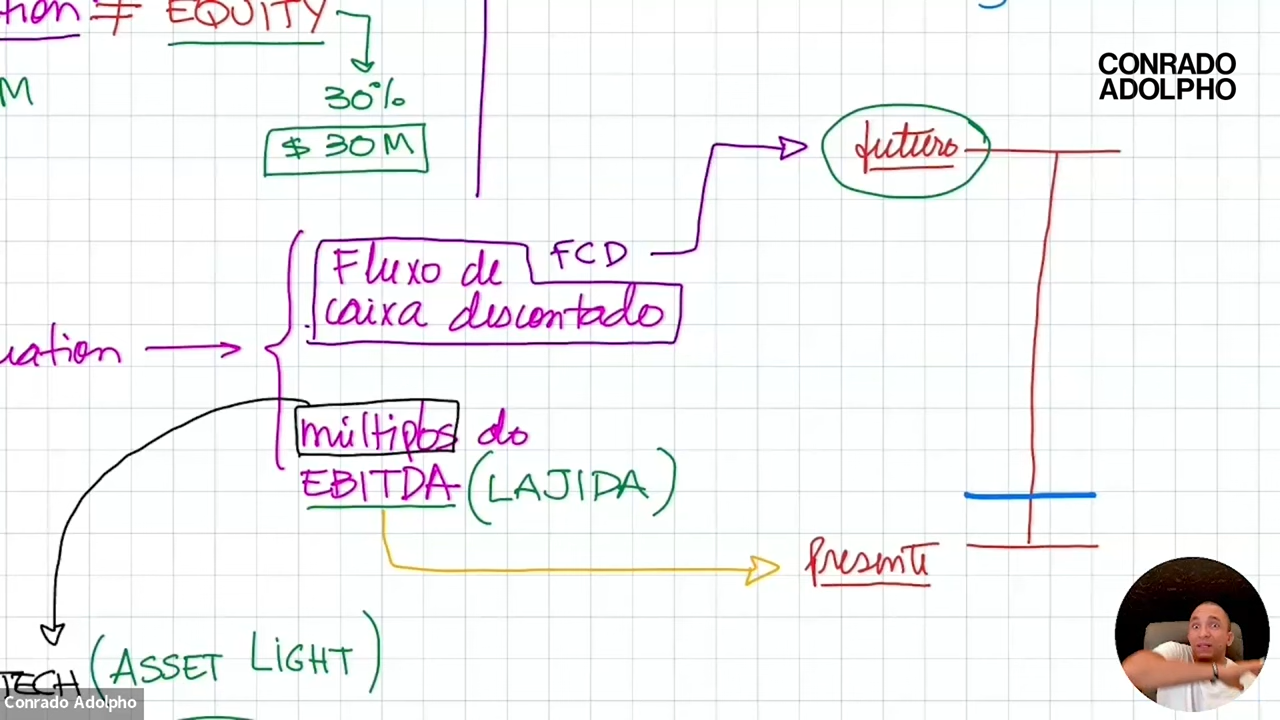 tion ≠ EQUITY
M
30%
$ 30M
CONRADO
ADOLPHO
futuro
Fluxo de
caixa descontado
FCD
uation
múltiplos do
EBITDA (LAJIDA)
Presente
TECH (ASSET LIGHT)
Conrado Adolpho